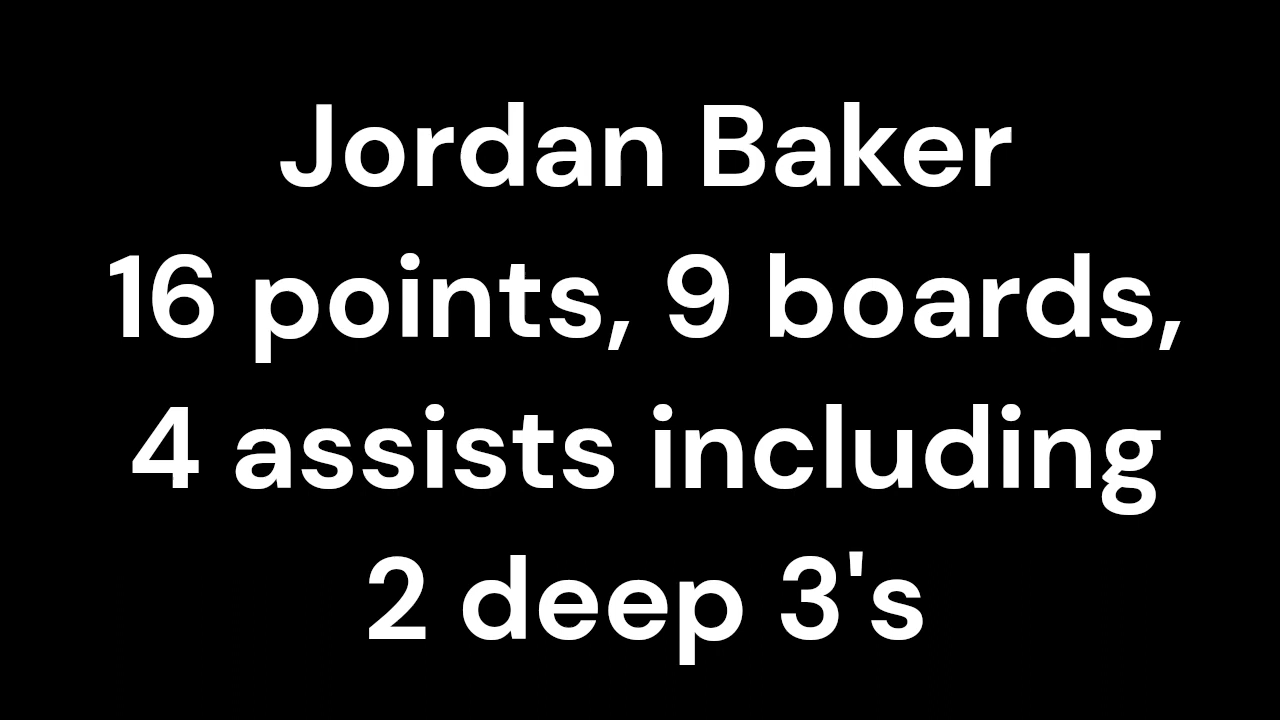 Jordan Baker
16 points, 9 boards,
4 assists including
2 deep 3's